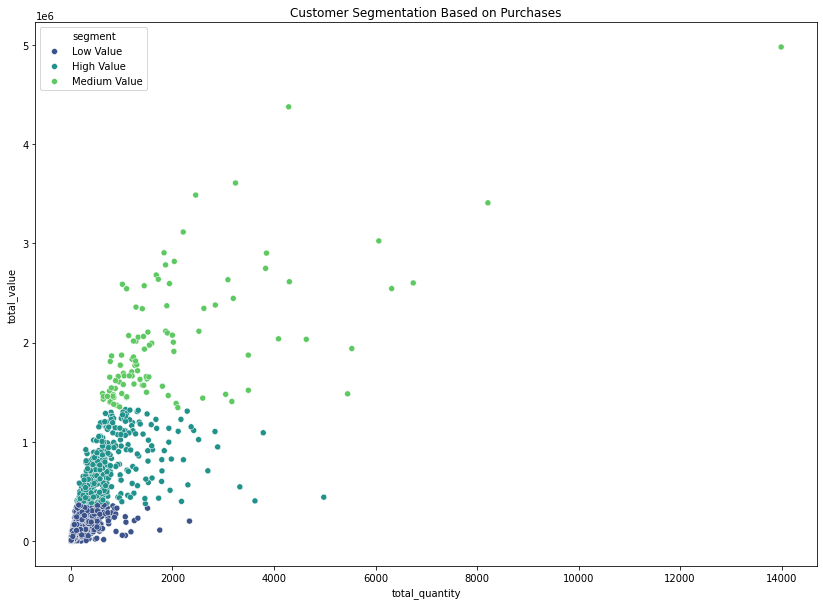 Customer Segmentation Based on Purchases
1e6
segment
Low Value
High Value
Medium Value
5
4
3
2
1
0
total_value
0 2000 4000 6000 8000 10000 12000 14000
total_quantity